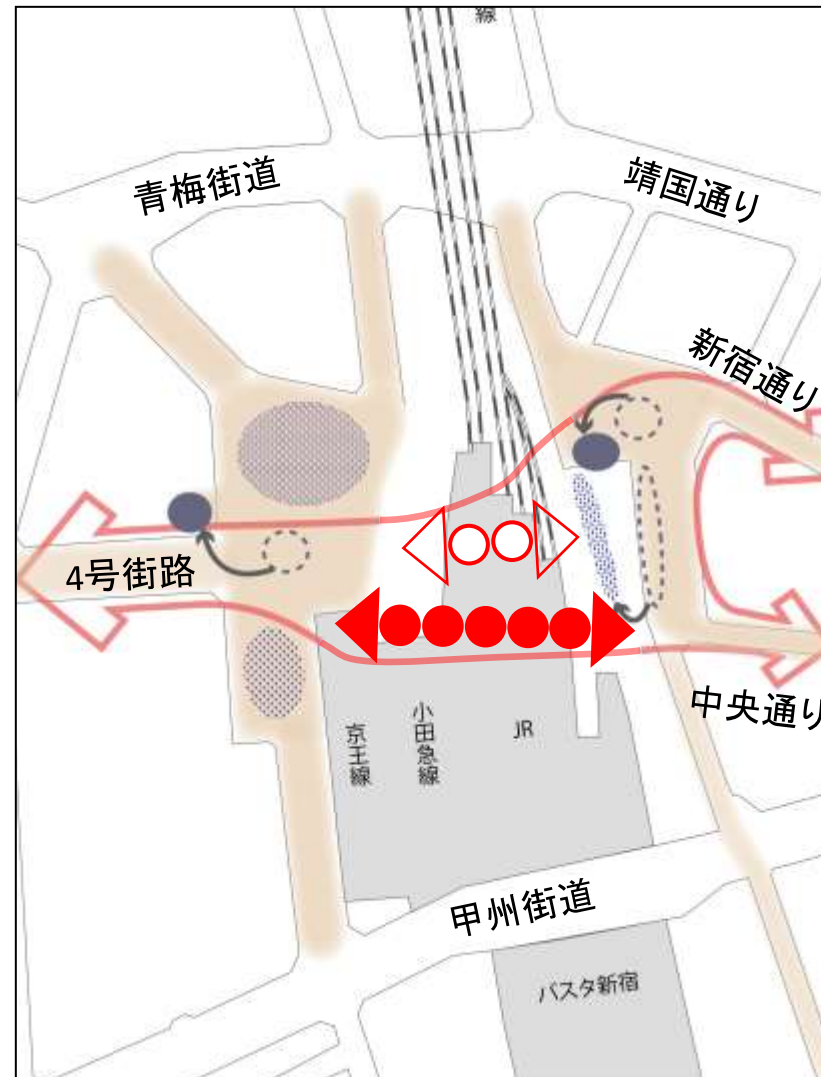 線
青梅街道
靖国通り
新宿通り
4号街路
中央通り
京王線
小田急線
JR
甲州街道
バスタ新宿